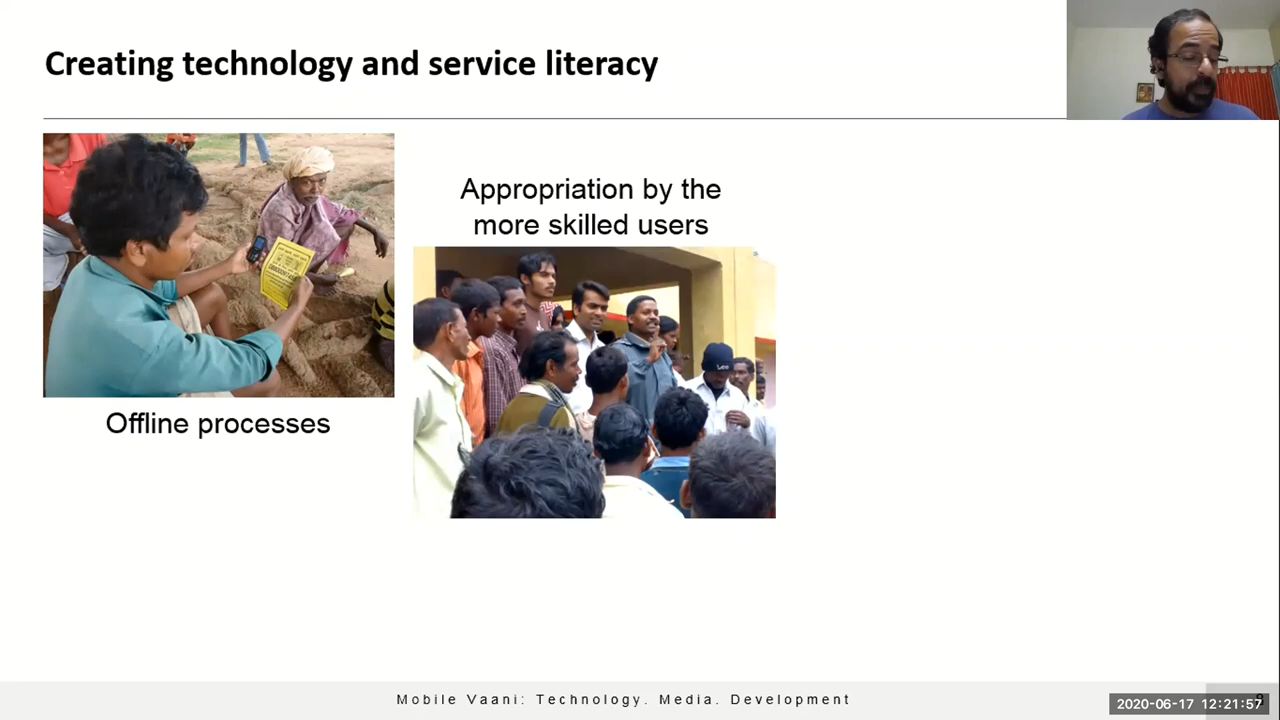 Creating technology and service literacy
Appropriation by the
more skilled users
Lee
Offline processes
Mobile Vaani: Technology. Media. Development
2020-06-17 12:21:57